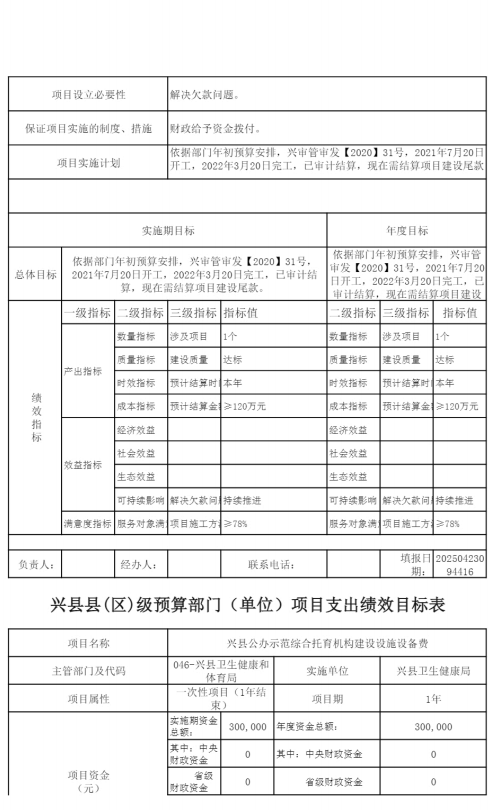 项目设立必要性 解决欠款问题。
保证项目实施的制度、措施 财政给予资金拨付。
项目实施计划 依据部门年初预算安排，兴审管审发【2020】31号，2021年7月20日
开工，2022年3月20日完工，已审计结算，现在需结算项目建设尾款
实施期目标 年度目标
总体目标
依据部门年初预算安排，兴审管审发【2020】31号，
2021年7月20日开工，2022年3月20日完工，已审计结
算，现在需结算项目建设尾款。
依据部门年初预算安排，兴审管
审发【2020】31号，2021年7月20
日开工，2022年3月20日完工，已
审计结算，现在需结算项目建设
绩效指标
一级指标 二级指标 三级指标 指标值 二级指标 三级指标 指标值
产出指标
数量指标 涉及项目 1个 数量指标 涉及项目 1个
质量指标 建设质量 达标 质量指标 建设质量 达标
时效指标 预计结算时 本年 时效指标 预计结算时 本年
成本指标 预计结算金 ≥120万元 成本指标 预计结算金 ≥120万元
效益指标
经济效益 经济效益
社会效益 社会效益
生态效益 生态效益
可持续影响 解决欠款问 持续推进 可持续影响 解决欠款问 持续推进
满意度指标 服务对象满 项目施工方 ≥78% 服务对象满 项目施工方 ≥78%
负责人： 经办人： 联系电话： 填报日
期：
202504230
94416
兴县县(区)级预算部门（单位）项目支出绩效目标表
项目名称 兴县公办示范综合托育机构建设设施设备费
主管部门及代码 046-兴县卫生健康和
体育局
实施单位 兴县卫生健康局
项目属性 一次性项目（1年结
束）
项目期 1年
项目资金
（元）
实施期资金
总额：
300,000 年度资金总额： 300,000
其中：中央
财政资金
0 其中：中央财政资金 0
省级
财政资金
0 省级财政资金 0